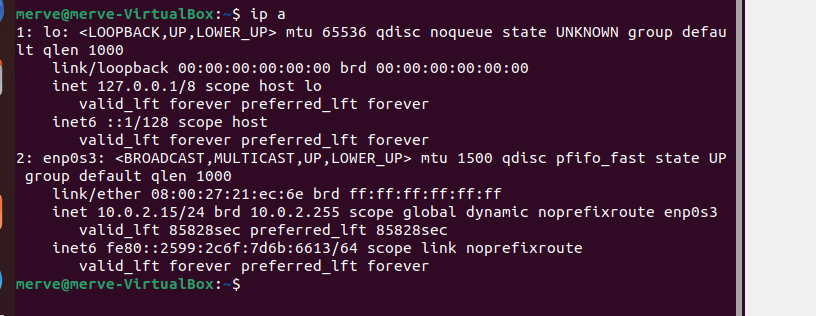 merve@merve-VirtualBox:~$ ip a
1: lo: <LOOPBACK,UP,LOWER_UP> mtu 65536 qdisc noqueue state UNKNOWN group defau
lt qlen 1000
    link/loopback 00:00:00:00:00:00 brd 00:00:00:00:00:00
    inet 127.0.0.1/8 scope host lo
       valid_lft forever preferred_lft forever
    inet6 ::1/128 scope host
       valid_lft forever preferred_lft forever
2: enp0s3: <BROADCAST,MULTICAST,UP,LOWER_UP> mtu 1500 qdisc pfifo_fast state UP
 group default qlen 1000
    link/ether 08:00:27:21:ec:6e brd ff:ff:ff:ff:ff:ff
    inet 10.0.2.15/24 brd 10.0.2.255 scope global dynamic noprefixroute enp0s3
       valid_lft 85828sec preferred_lft 85828sec
    inet6 fe80::2599:2c6f:7d6b:6613/64 scope link noprefixroute
       valid_lft forever preferred_lft forever
merve@merve-VirtualBox:~$